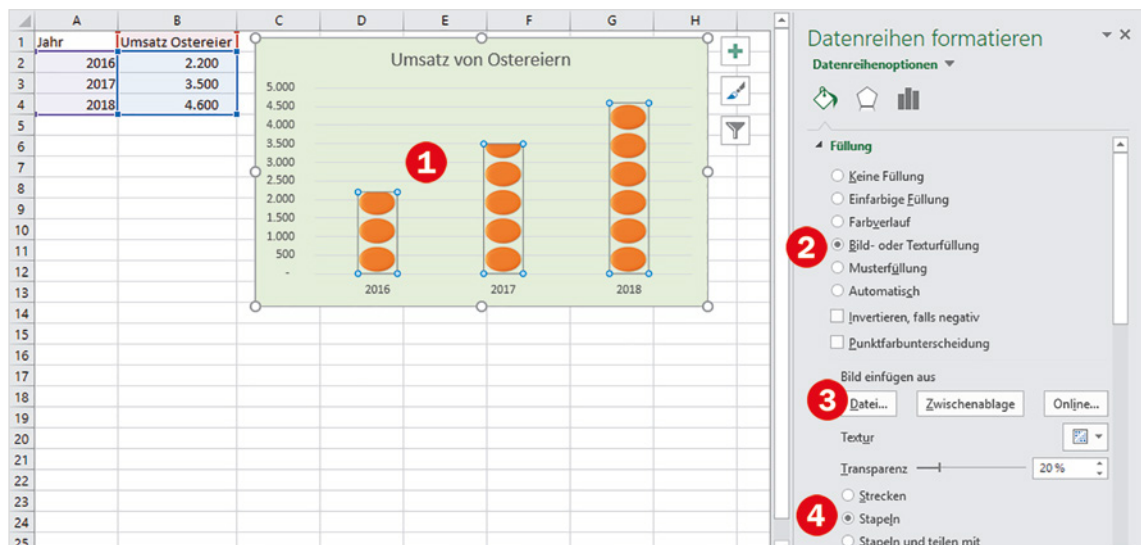 A B C D E F G H
1 Jahr Umsatz Ostereier
2 2016 2.200
3 2017 3.500
4 2018 4.600
5
6
7
8
9
10
11
12
13
14
15
16
17
18
19
20
21
22
23
24
25
Umsatz von Ostereiern
5.000
4.500
4.000
3.500
3.000
2.500
2.000
1.500
1.000
500
-
2016 2017 2018
1
Datenreihen formatieren
Datenreihenoptionen
Füllung
Keine Füllung
Einfarbige Füllung
Farbverlauf
2 Bild- oder Texturfüllung
Musterfüllung
Automatisch
Invertieren, falls negativ
Punktfarbunterscheidung
Bild einfügen aus
3 Datei... Zwischenablage Online...
Textur
Transparenz 20 %
Strecken
4 Stapeln
Stapeln und teilen mit